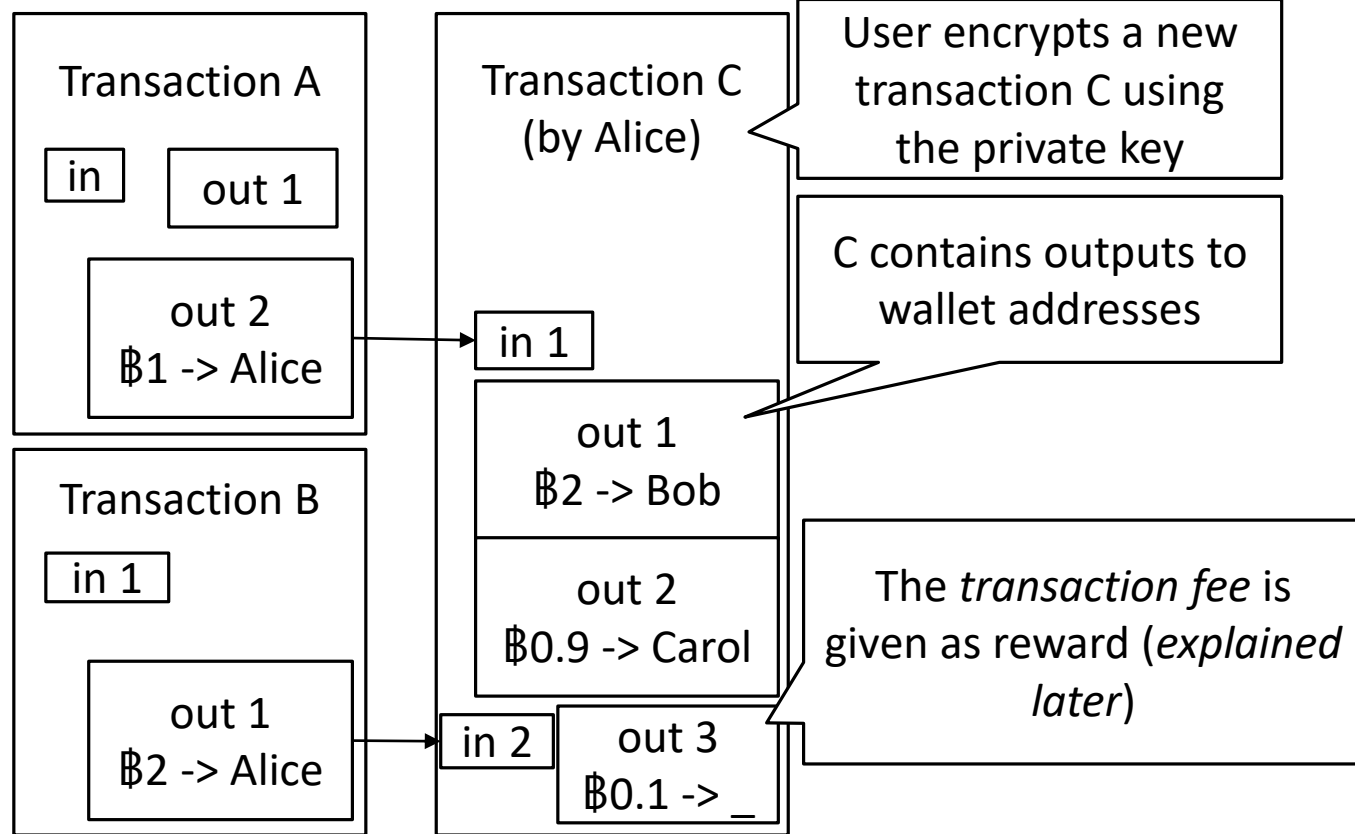 Transaction A
in
out 1
out 2
฿1 -> Alice
Transaction B
in 1
out 1
฿2 -> Alice
Transaction C
(by Alice)
in 1
out 1
฿2 -> Bob
out 2
฿0.9 -> Carol
in 2
out 3
฿0.1 -> _
User encrypts a new
transaction C using
the private key
C contains outputs to
wallet addresses
The transaction fee is
given as reward (explained
later)